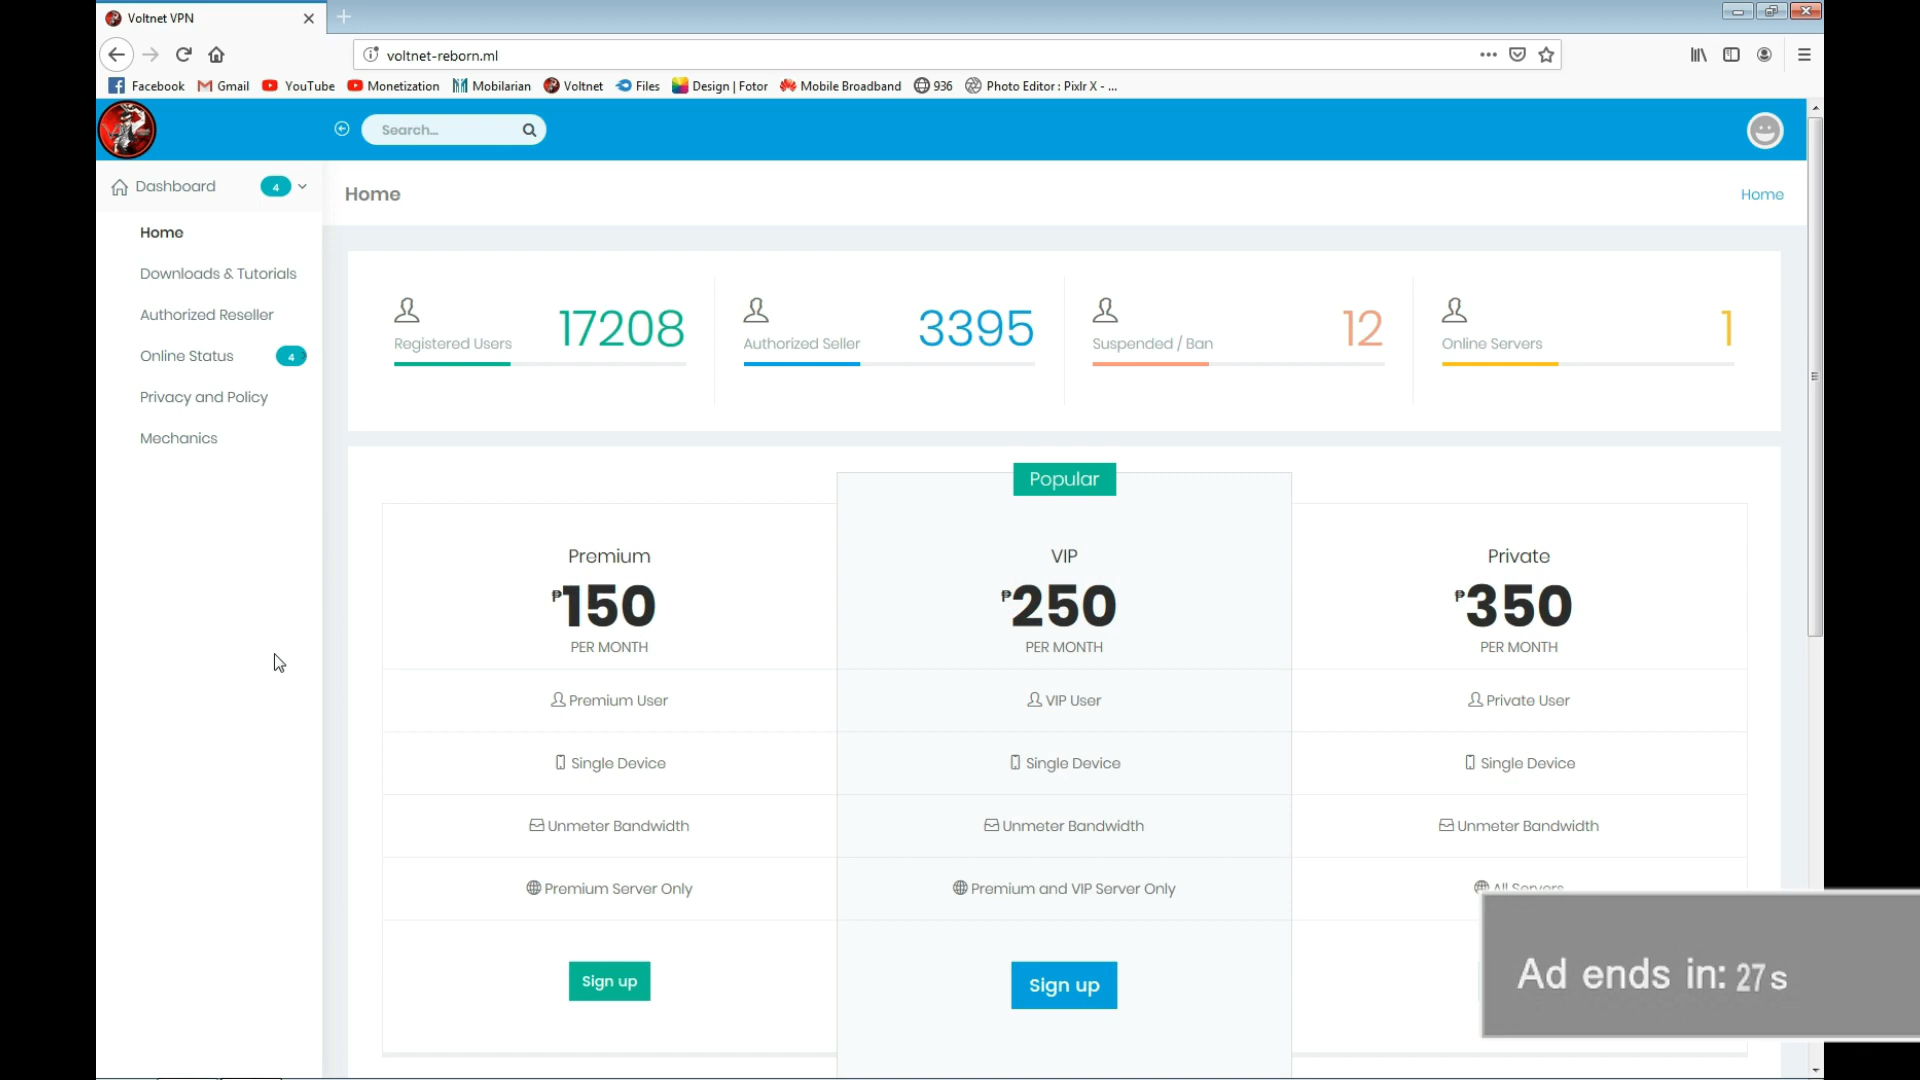 Voltnet VPN
voltnet-reborn.ml
Facebook Gmail YouTube Monetization Mobilarian Voltnet Files Design | Fotor Mobile Broadband 936 Photo Editor : Pixlr X - ...
Search...
Dashboard 4
Home
Downloads & Tutorials
Authorized Reseller
Online Status 4
Privacy and Policy
Mechanics
Home
Home
Registered Users 17208
Authorized Seller 3395
Suspended / Ban 12
Online Servers 1
Premium
₱150
PER MONTH
Premium User
Single Device
Unmeter Bandwidth
Premium Server Only
Sign up
Popular
VIP
₱250
PER MONTH
VIP User
Single Device
Unmeter Bandwidth
Premium and VIP Server Only
Sign up
Private
₱350
PER MONTH
Private User
Single Device
Unmeter Bandwidth
All Servers
Ad ends in: 27s